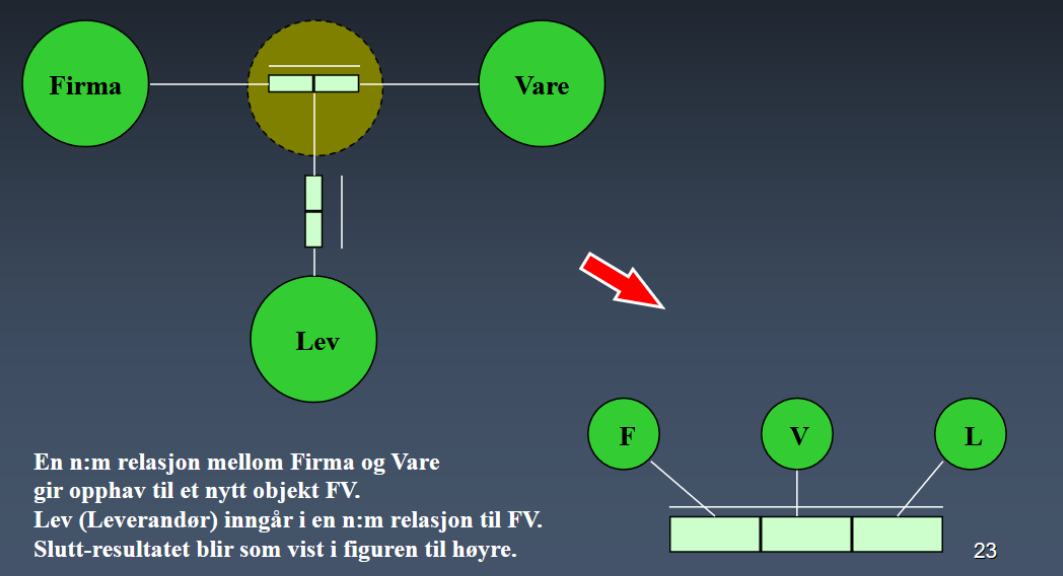 Firma
Vare
Lev
F
V
L
En n:m relasjon mellom Firma og Vare
gir opphav til et nytt objekt FV.
Lev (Leverandør) inngår i en n:m relasjon til FV.
Slutt-resultatet blir som vist i figuren til høyre.
23